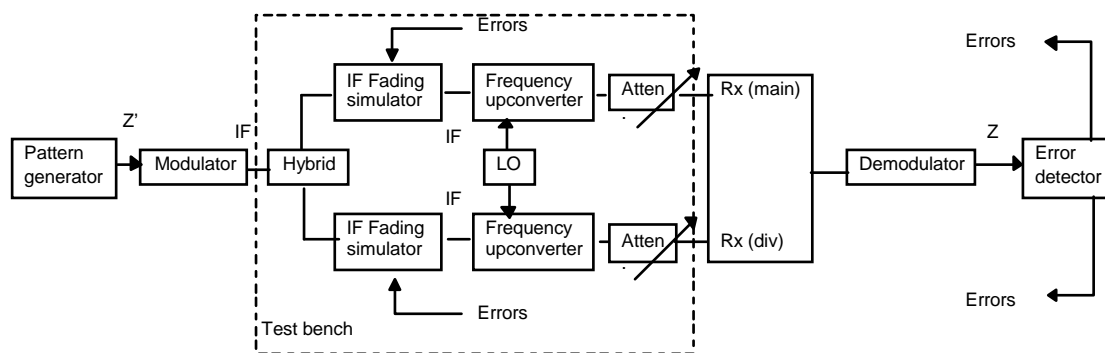 Errors
Errors
IF Fading
simulator
Frequency
upconverter
Atten
Rx (main)
Z'
IF
IF
Z
Pattern
generator
Modulator
Hybrid
LO
Demodulator
Error
detector
IF
IF Fading
simulator
Frequency
upconverter
Atten
Rx (div)
Errors
Errors
Test bench